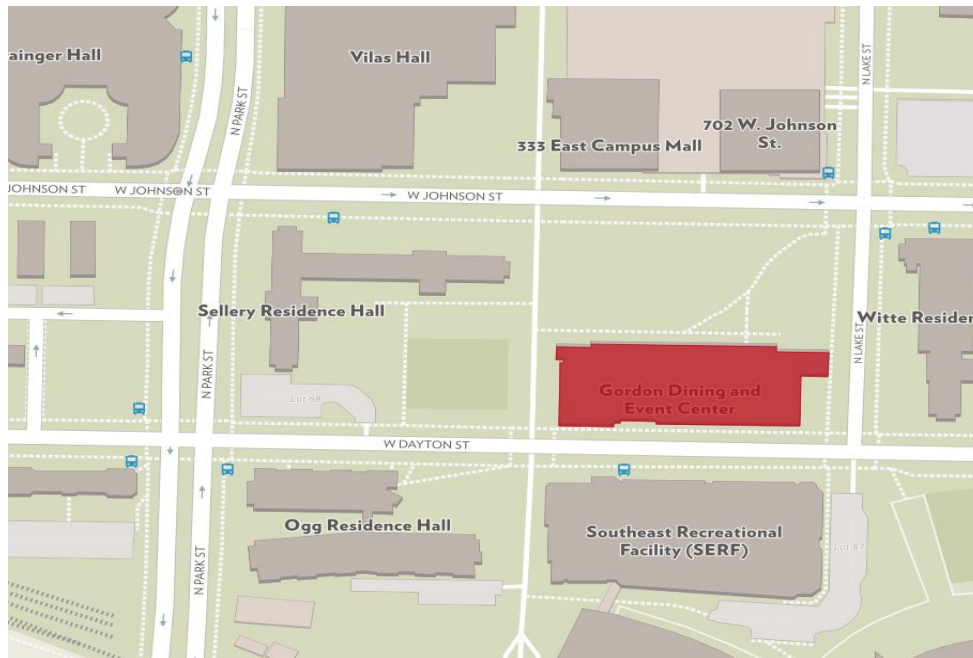 ainger Hall
Vilas Hall
N PARK ST
N LAKE ST
333 East Campus Mall
702 W. Johnson
St.
JOHNSON ST
W JOHNSON ST
W JOHNSON ST
Sellery Residence Hall
Witte Residen
N LAKE ST
N PARK ST
Lot 68
Gordon Dining and
Event Center
W DAYTON ST
Ogg Residence Hall
Southeast Recreational
Facility (SERF)
Lot 87
N PARK ST